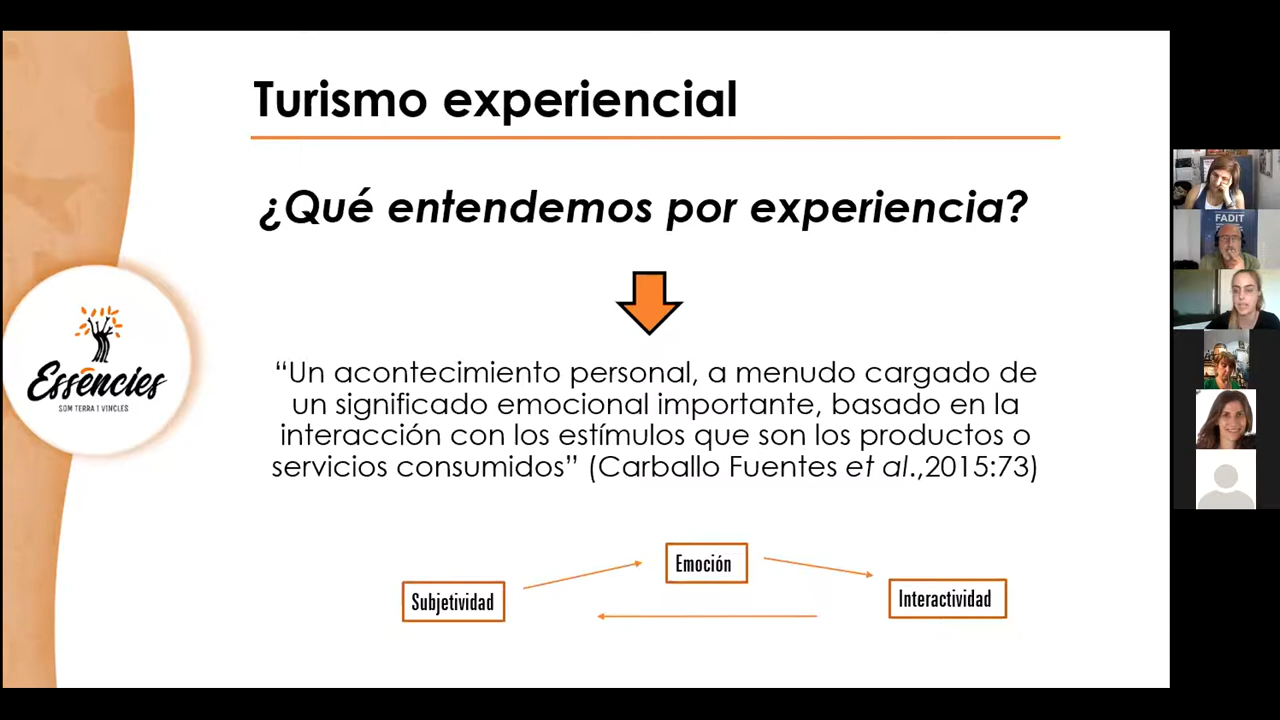 Turismo experiencial
¿Qué entendemos por experiencia?
“Un acontecimiento personal, a menudo cargado de
un significado emocional importante, basado en la
interacción con los estímulos que son los productos o
servicios consumidos” (Carballo Fuentes et al.,2015:73)
Emoción
Subjetividad
Interactividad
Essències
SOM TERRA I VINCLES
FADIT